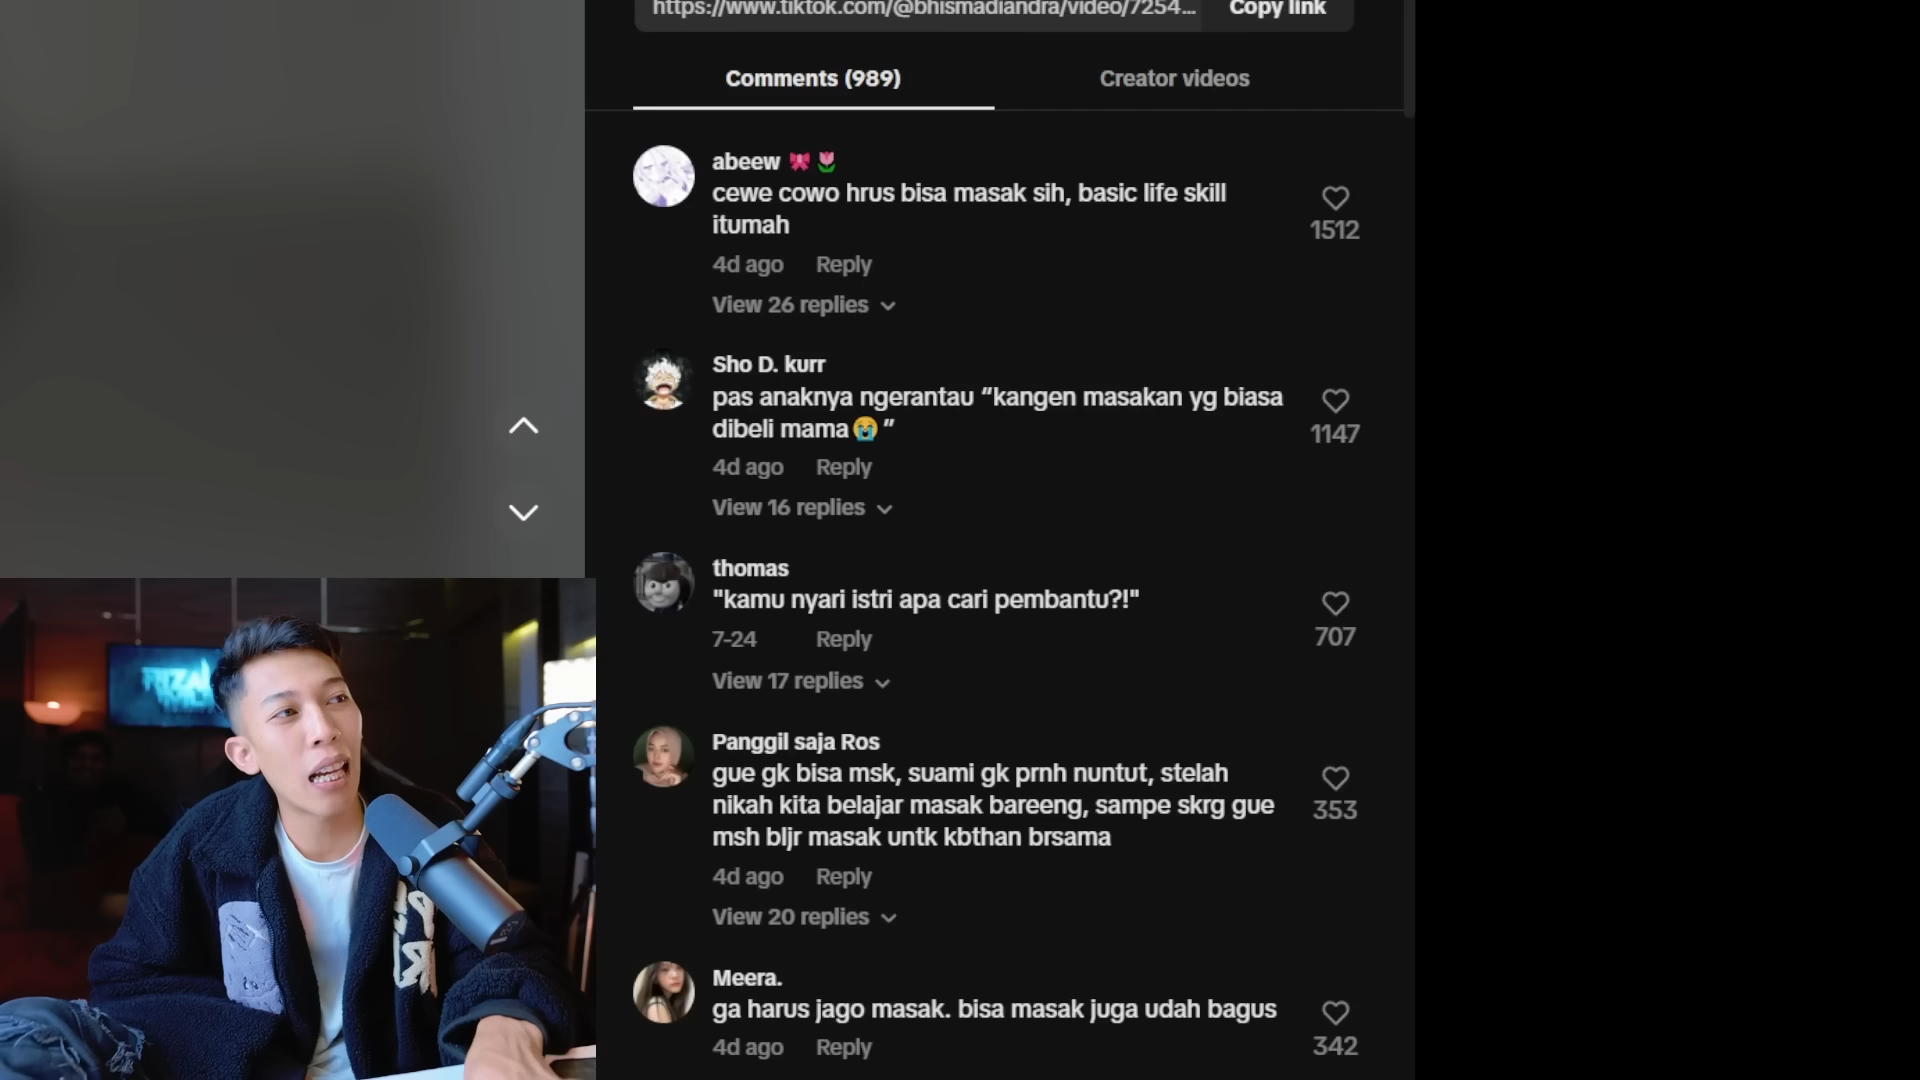 https://www.tiktok.com/@bhismadiandra/video/7254... Copy link
Comments (989) Creator videos
abeew 🎀🌷
cewe cowo hrus bisa masak sih, basic life skill
itumah
1512
4d ago Reply
View 26 replies
Sho D. kurr
pas anaknya ngerantau “kangen masakan yg biasa
dibeli mama😭”
1147
4d ago Reply
View 16 replies
thomas
"kamu nyari istri apa cari pembantu?!"
707
7-24 Reply
View 17 replies
Panggil saja Ros
gue gk bisa msk, suami gk prnh nuntut, stelah
nikah kita belajar masak bareeng, sampe skrg gue
msh bljr masak untk kbthan brsama
353
4d ago Reply
View 20 replies
Meera.
ga harus jago masak. bisa masak juga udah bagus
342
4d ago Reply